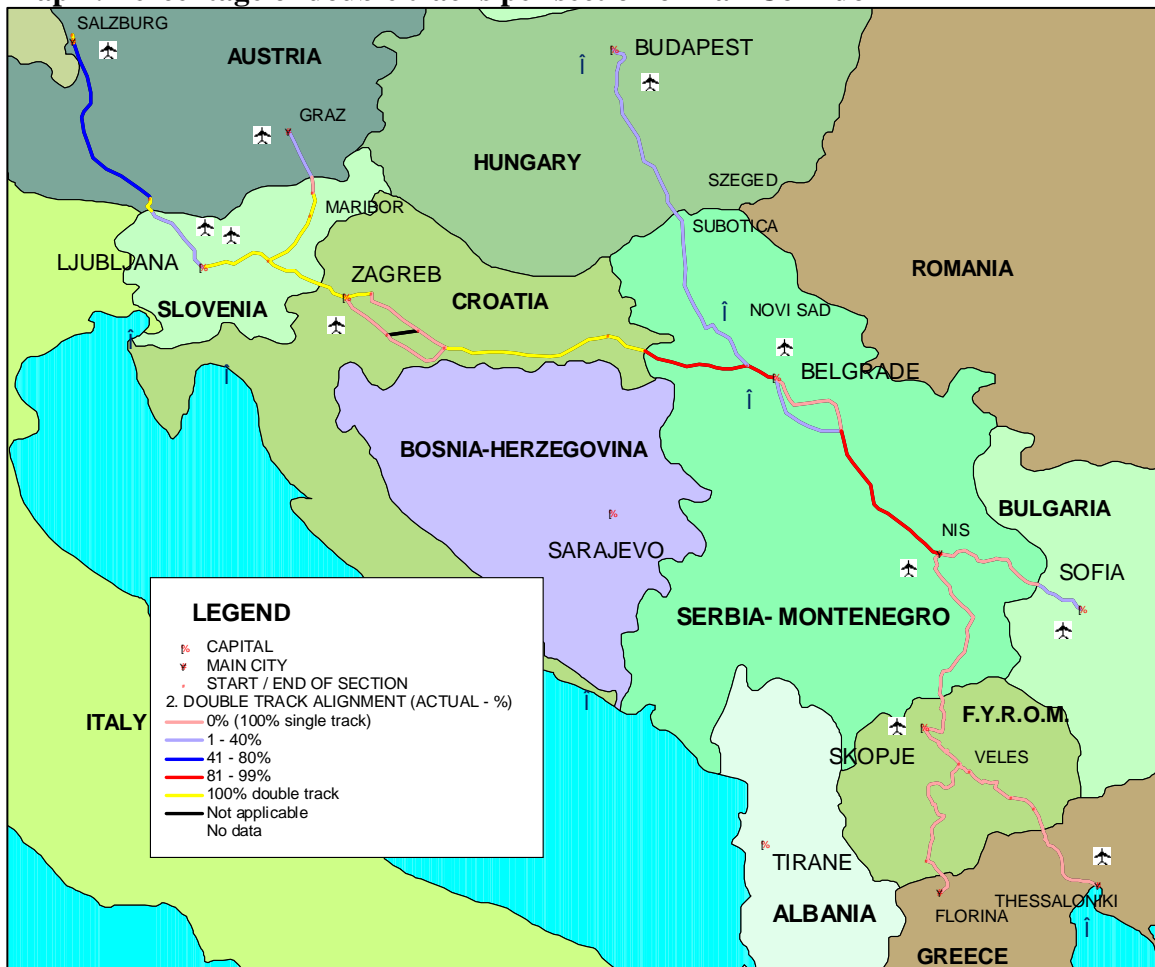 SALZBURG
AUSTRIA
BUDAPEST
GRAZ
HUNGARY
SZEGED
MARIBOR
SUBOTICA
LJUBLJANA
ZAGREB
ROMANIA
SLOVENIA
CROATIA
NOVI SAD
BELGRADE
BOSNIA-HERZEGOVINA
BULGARIA
NIS
SARAJEVO
SOFIA
SERBIA- MONTENEGRO
LEGEND
CAPITAL
MAIN CITY
START / END OF SECTION
2. DOUBLE TRACK ALIGNMENT (ACTUAL - %)
0% (100% single track)
1 - 40%
41 - 80%
81 - 99%
100% double track
Not applicable
No data
ITALY
F.Y.R.O.M.
SKOPJE
VELES
TIRANE
THESSALONIKI
FLORINA
ALBANIA
GREECE